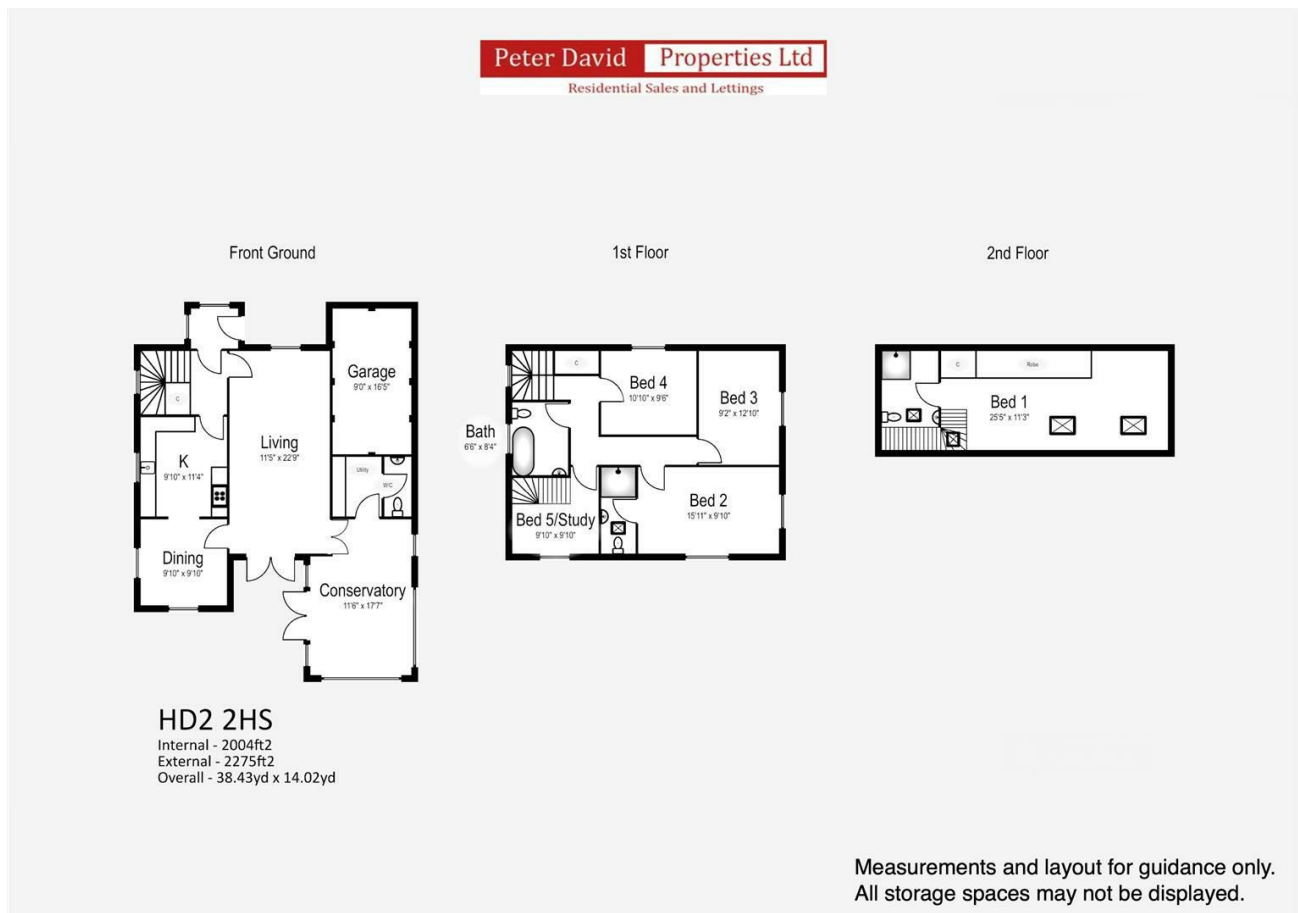 Peter David Properties Ltd
Residential Sales and Lettings
Front Ground
1st Floor
2nd Floor
Garage
9'0" x 16'5"
C
Living
11'5" x 22'9"
K
9'10" x 11'4"
Utility
W/C
Dining
9'10" x 9'10"
Conservatory
11'6" x 17'7"
C
Bed 4
10'10" x 9'6"
Bed 3
9'2" x 12'10"
Bath
6'6" x 8'4"
Bed 2
15'11" x 9'10"
Bed 5/Study
9'10" x 9'10"
C
Robe
Bed 1
25'5" x 11'3"
HD2 2HS
Internal - 2004ft2
External - 2275ft2
Overall - 38.43yd x 14.02yd
Measurements and layout for guidance only.
All storage spaces may not be displayed.